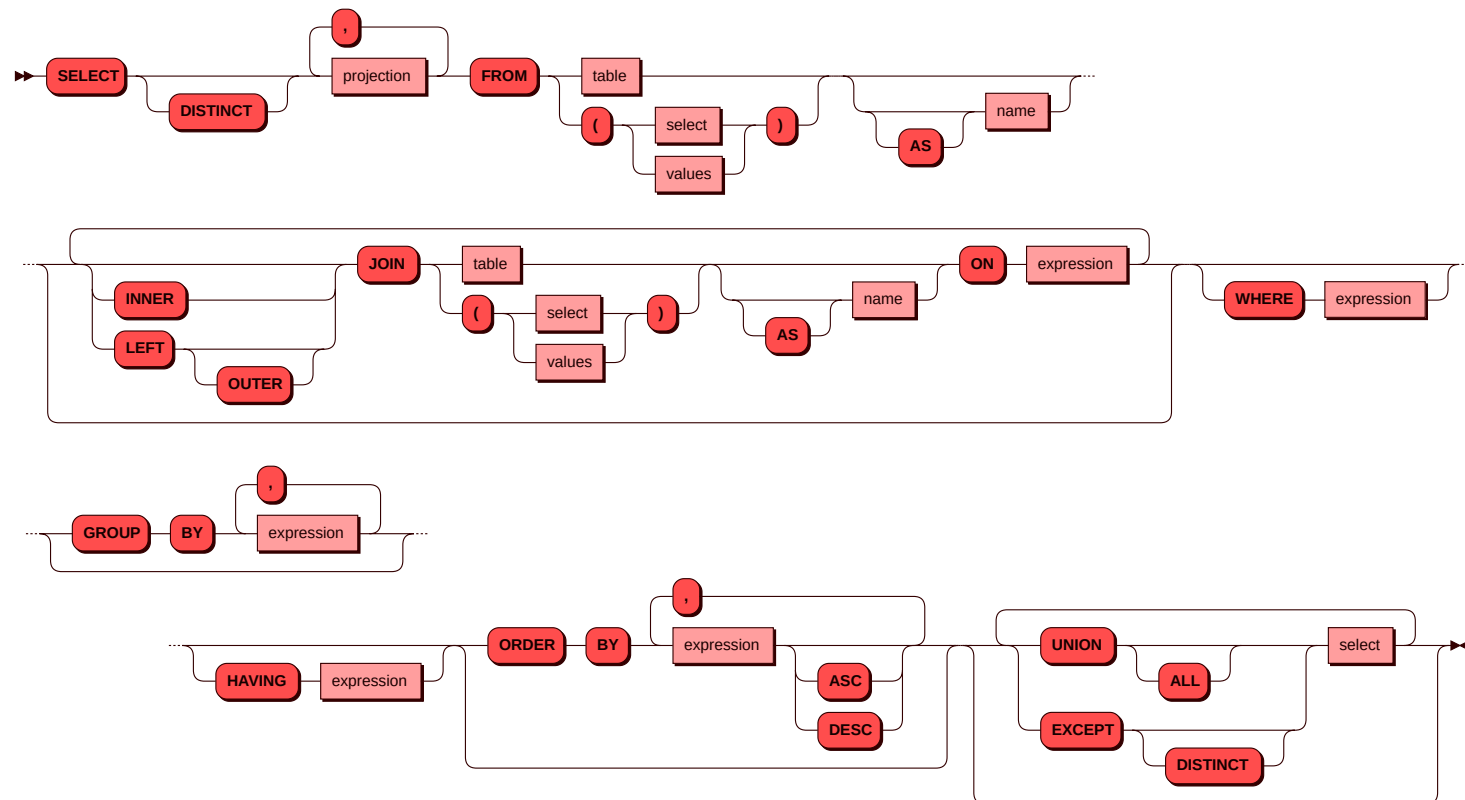 ,
SELECT projection FROM table
DISTINCT ( select ) name
AS
values
JOIN table ON expression
INNER ( select ) name WHERE expression
LEFT AS
values
OUTER
,
GROUP BY expression
,
ORDER BY expression UNION select
HAVING expression ASC ALL
DESC EXCEPT
DISTINCT